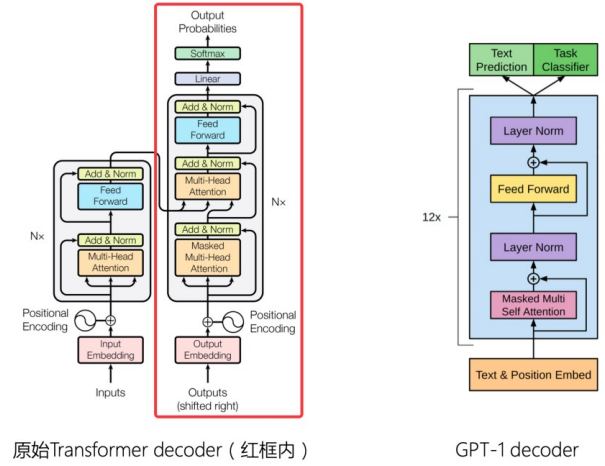 Output
Probabilities
Softmax
Linear
Add & Norm
Feed
Forward
Add & Norm
Multi-Head
Attention
Add & Norm
Masked
Multi-Head
Attention
N×
Positional
Encoding
Output
Embedding
Outputs
(shifted right)
Add & Norm
Feed
Forward
N×
Add & Norm
Multi-Head
Attention
Positional
Encoding
Input
Embedding
Inputs
原始Transformer decoder（红框内）
Text
Prediction
Task
Classifier
Layer Norm
Feed Forward
12x
Layer Norm
Masked Multi
Self Attention
Text & Position Embed
GPT-1 decoder